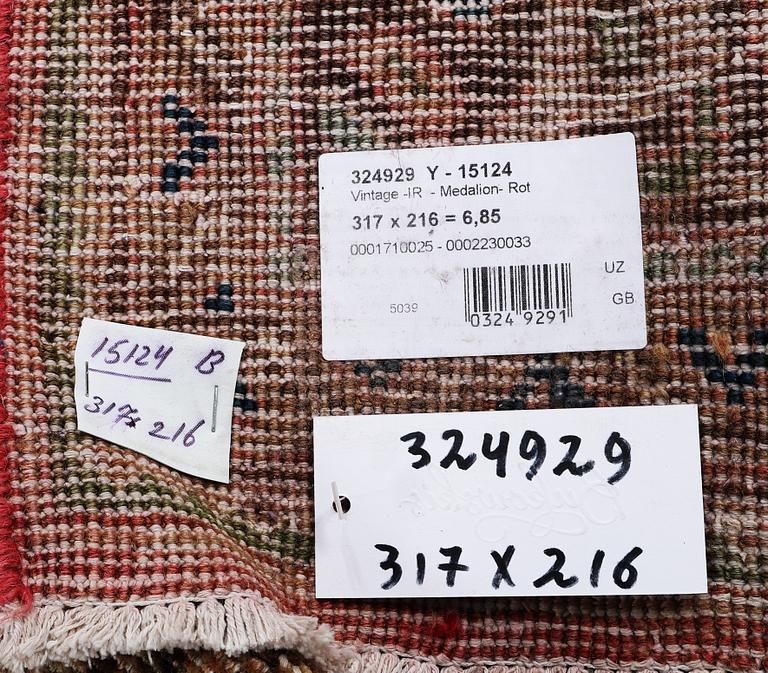 324929 Y - 15124
Vintage -IR - Medalion- Rot
317 x 216 = 6,85
0001710025 - 0002230033
UZ
5039
GB
0324 9291
15124 B
317x 216
324929
317 X 216